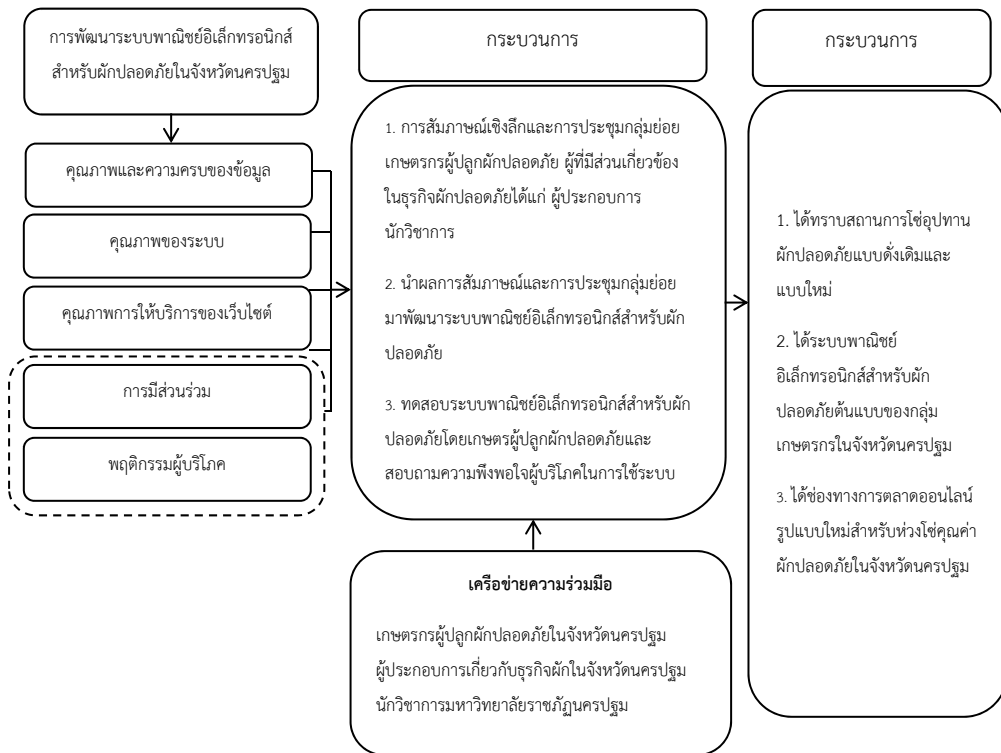 การพัฒนาระบบพาณิชย์อิเล็กทรอนิกส์
สำหรับผักปลอดภัยในจังหวัดนครปฐม
คุณภาพและความครบของข้อมูล
คุณภาพของระบบ
คุณภาพการให้บริการของเว็บไซต์
การมีส่วนร่วม
พฤติกรรมผู้บริโภค
กระบวนการ
1. การสัมภาษณ์เชิงลึกและการประชุมกลุ่มย่อย
เกษตรกรผู้ปลูกผักปลอดภัย ผู้ที่มีส่วนเกี่ยวข้อง
ในธุรกิจผักปลอดภัยได้แก่ ผู้ประกอบการ
นักวิชาการ
2. นำผลการสัมภาษณ์และการประชุมกลุ่มย่อย
มาพัฒนาระบบพาณิชย์อิเล็กทรอนิกส์สำหรับผัก
ปลอดภัย
3. ทดสอบระบบพาณิชย์อิเล็กทรอนิกส์สำหรับผัก
ปลอดภัยโดยเกษตรผู้ปลูกผักปลอดภัยและ
สอบถามความพึงพอใจผู้บริโภคในการใช้ระบบ
เครือข่ายความร่วมมือ
เกษตรกรผู้ปลูกผักปลอดภัยในจังหวัดนครปฐม
ผู้ประกอบการเกี่ยวกับธุรกิจผักในจังหวัดนครปฐม
นักวิชาการมหาวิทยาลัยราชภัฏนครปฐม
กระบวนการ
1. ได้ทราบสถานการโซ่อุปทาน
ผักปลอดภัยแบบดั่งเดิมและ
แบบใหม่
2. ได้ระบบพาณิชย์
อิเล็กทรอนิกส์สำหรับผัก
ปลอดภัยต้นแบบของกลุ่ม
เกษตรกรในจังหวัดนครปฐม
3. ได้ช่องทางการตลาดออนไลน์
รูปแบบใหม่สำหรับห่วงโซ่คุณค่า
ผักปลอดภัยในจังหวัดนครปฐม